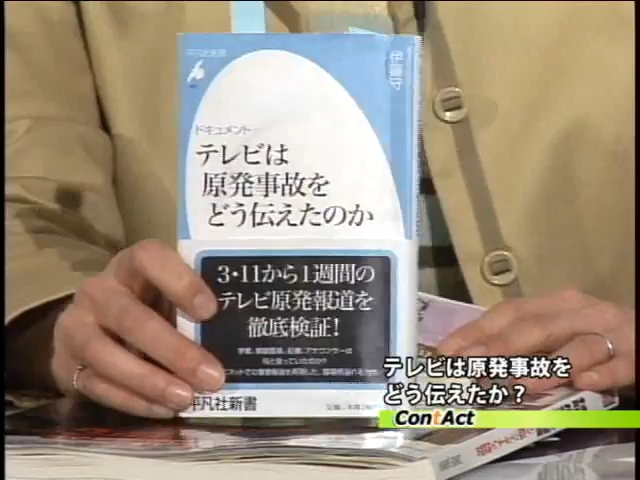 平凡社新書
伊藤守
ドキュメント
テレビは
原発事故を
どう伝えたのか
3・11から1週間の
テレビ原発報道を
徹底検証!
平凡社新書
テレビは原発事故を
どう伝えたか?
ContAct